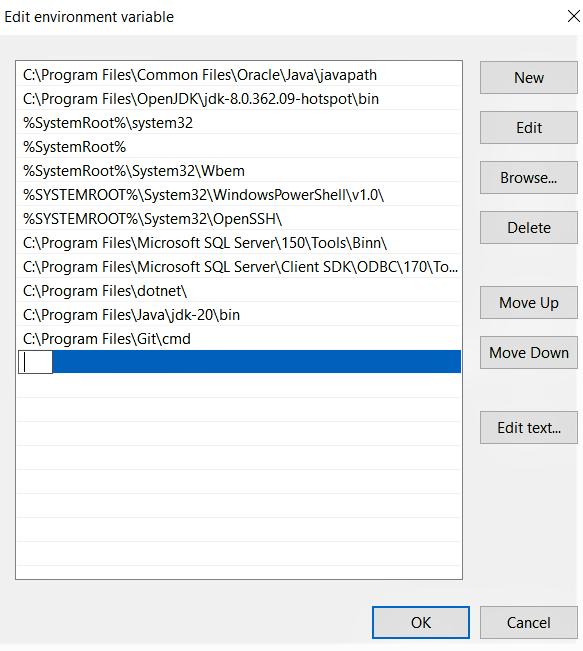 Edit environment variable
C:\Program Files\Common Files\Oracle\Java\javapath
C:\Program Files\OpenJDK\jdk-8.0.362.09-hotspot\bin
%SystemRoot%\system32
%SystemRoot%
%SystemRoot%\System32\Wbem
%SYSTEMROOT%\System32\WindowsPowerShell\v1.0\
%SYSTEMROOT%\System32\OpenSSH\
C:\Program Files\Microsoft SQL Server\150\Tools\Binn\
C:\Program Files\Microsoft SQL Server\Client SDK\ODBC\170\To...
C:\Program Files\dotnet\
C:\Program Files\Java\jdk-20\bin
C:\Program Files\Git\cmd
New
Edit
Browse...
Delete
Move Up
Move Down
Edit text...
OK
Cancel